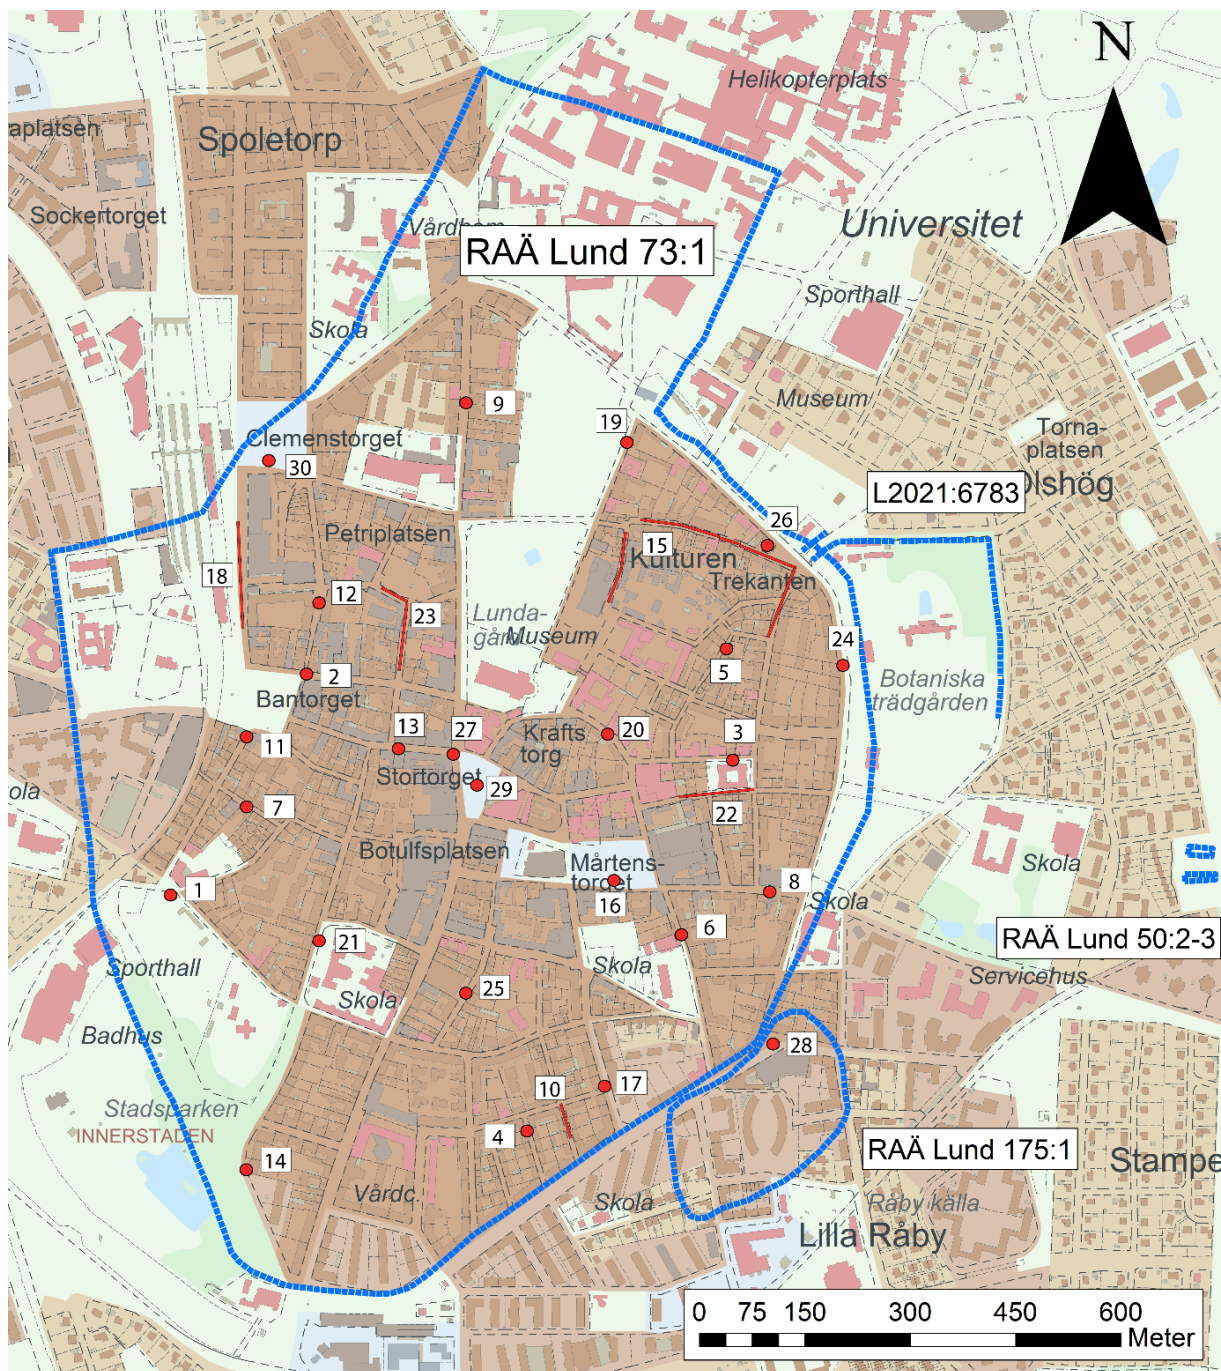 N
Helikopterplats
aplatsen
Spoletorp
Sockertorget
Vårdhem
Universitet
RAÄ Lund 73:1
Sporthall
Skola
Museum
9
19
Clemenstorget
30
Torna-
platsen
Olshög
L2021:6783
Petriplatsen
26
15
Kulturen
Trekanten
18
12
23
Lunda-
gård
Museum
5
24
2
Bantorget
Botaniska
trädgården
11
13
27
Krafts
torg
20
3
Stortorget
29
ola
7
22
Botulfsplatsen
Mårtens-
torget
Skola
1
16
8
Skola
6
RAÄ Lund 50:2-3
21
Sporthall
Skola
Servicehus
Skola
25
Badhus
28
10
17
Stadsparken
INNERSTADEN
4
14
RAÄ Lund 175:1
Stampe
Vårdc.
Skola
Råby källa
Lilla Råby
0 75 150 300 450 600
Meter